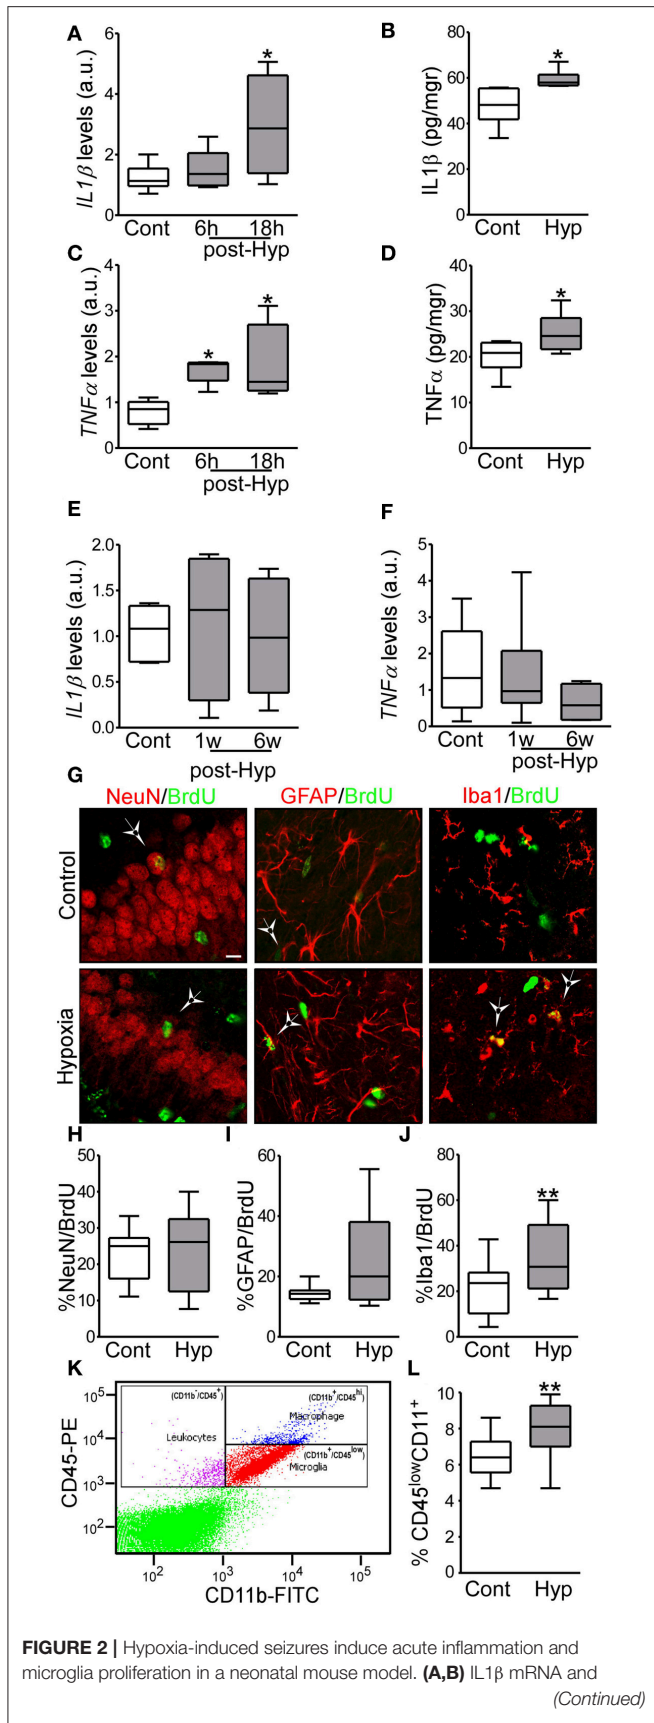 A
IL1β levels (a.u.)
6
4
2
0
*
Cont 6h 18h
post-Hyp
B
IL1β (pg/mgr)
80
60
40
20
0
*
Cont Hyp
C
TNFα levels (a.u.)
4
3
2
1
0
* *
Cont 6h 18h
post-Hyp
D
TNFα (pg/mgr)
40
30
20
10
0
*
Cont Hyp
E
IL1β levels (a.u.)
2.0
1.5
1.0
0.5
0.0
Cont 1w 6w
post-Hyp
F
TNFα levels (a.u.)
5
4
3
2
1
0
Cont 1w 6w
post-Hyp
G
NeuN/BrdU GFAP/BrdU Iba1/BrdU
Control
Hypoxia
H
%NeuN/BrdU
50
40
30
20
10
0
Cont Hyp
I
%GFAP/BrdU
60
40
20
0
Cont Hyp
J
%Iba1/BrdU
80
60
40
20
0
**
Cont Hyp
K
CD45-PE
10⁵
10⁴
10³
10²
(CD11b⁻/CD45⁺)
Leukocytes
(CD11b⁺/CD45ʰⁱ)
Macrophage
(CD11b⁺/CD45ˡᵒʷ)
Microglia
10² 10³ 10⁴ 10⁵
CD11b-FITC
L
% CD45ˡᵒʷCD11⁺
10
8
6
4
2
0
**
Cont Hyp
FIGURE 2 | Hypoxia-induced seizures induce acute inflammation and
microglia proliferation in a neonatal mouse model. (A,B) IL1β mRNA and
(Continued)